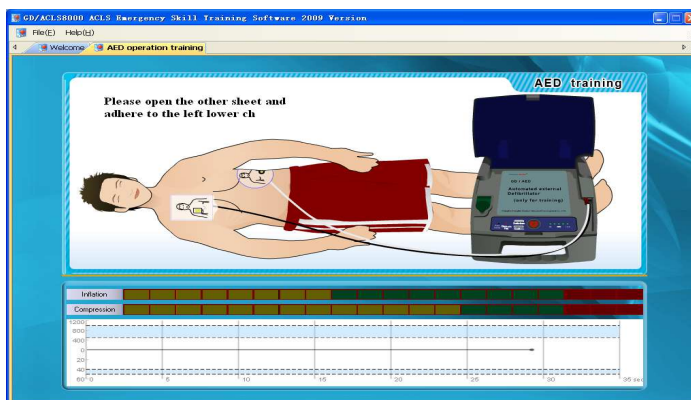 GD/ACLS8000 ACLS Emergency Skill Training Software 2009 Version
File(F) Help(H)
Welcome AED operation training
AED training
Please open the other sheet and
adhere to the left lower ch
Automated external
Defibrillator
(only for training)
Inflation
Compression
1200
800
400
0
20
40
60
0 5 10 15 20 25 30 35 sec